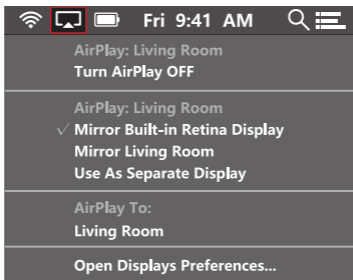 Fri 9:41 AM
AirPlay: Living Room
Turn AirPlay OFF
AirPlay: Living Room
✓ Mirror Built-in Retina Display
Mirror Living Room
Use As Separate Display
AirPlay To:
Living Room
Open Displays Preferences...